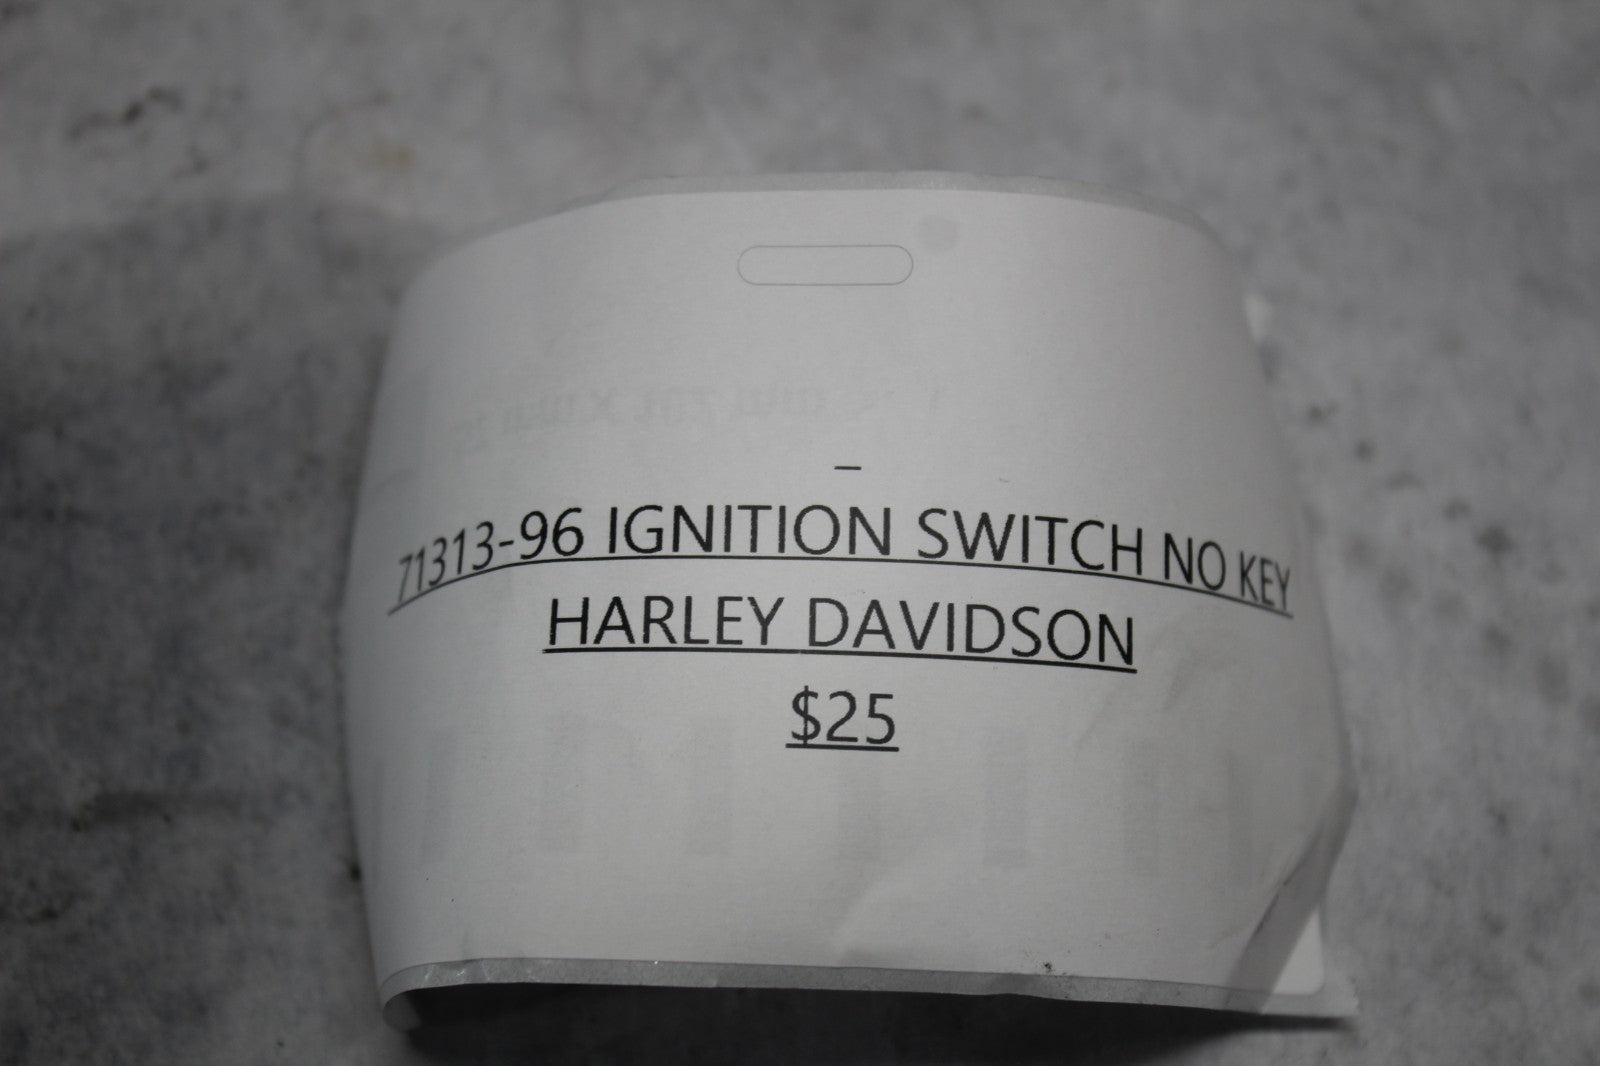 –
71313-96 IGNITION SWITCH NO KEY
HARLEY DAVIDSON
$25